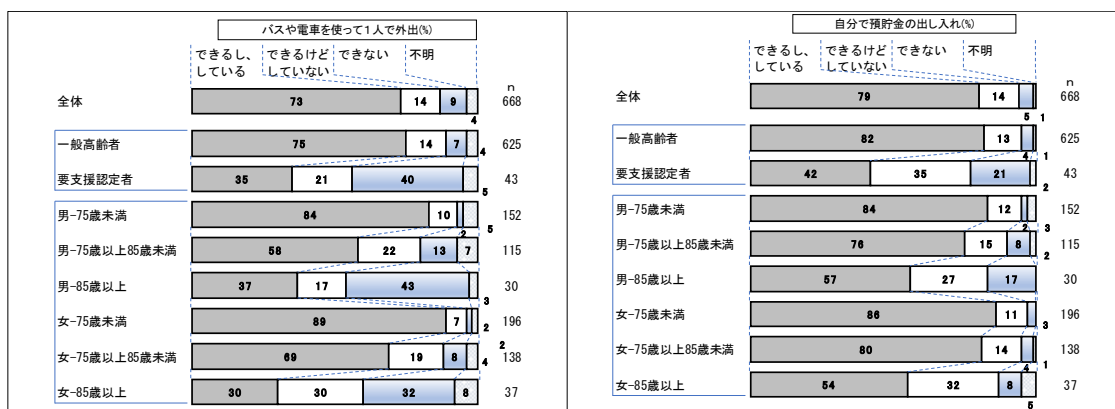 バスや電車を使って１人で外出(%)
できるし、
している
できるけど
していない
できない
不明
n
全体 73 14 9 4 668
一般高齢者 75 14 7 4 625
要支援認定者 35 21 40 5 43
男-75歳未満 84 10 2 5 152
男-75歳以上85歳未満 58 22 13 7 115
男-85歳以上 37 17 43 3 30
女-75歳未満 89 7 2 2 196
女-75歳以上85歳未満 69 19 8 4 138
女-85歳以上 30 30 32 8 37
自分で預貯金の出し入れ(%)
できるし、
している
できるけど
していない
できない
不明
n
全体 79 14 5 1 668
一般高齢者 82 13 4 1 625
要支援認定者 42 35 21 2 43
男-75歳未満 84 12 2 3 152
男-75歳以上85歳未満 76 15 8 2 115
男-85歳以上 57 27 17 30
女-75歳未満 86 11 3 196
女-75歳以上85歳未満 80 14 4 1 138
女-85歳以上 54 32 8 5 37